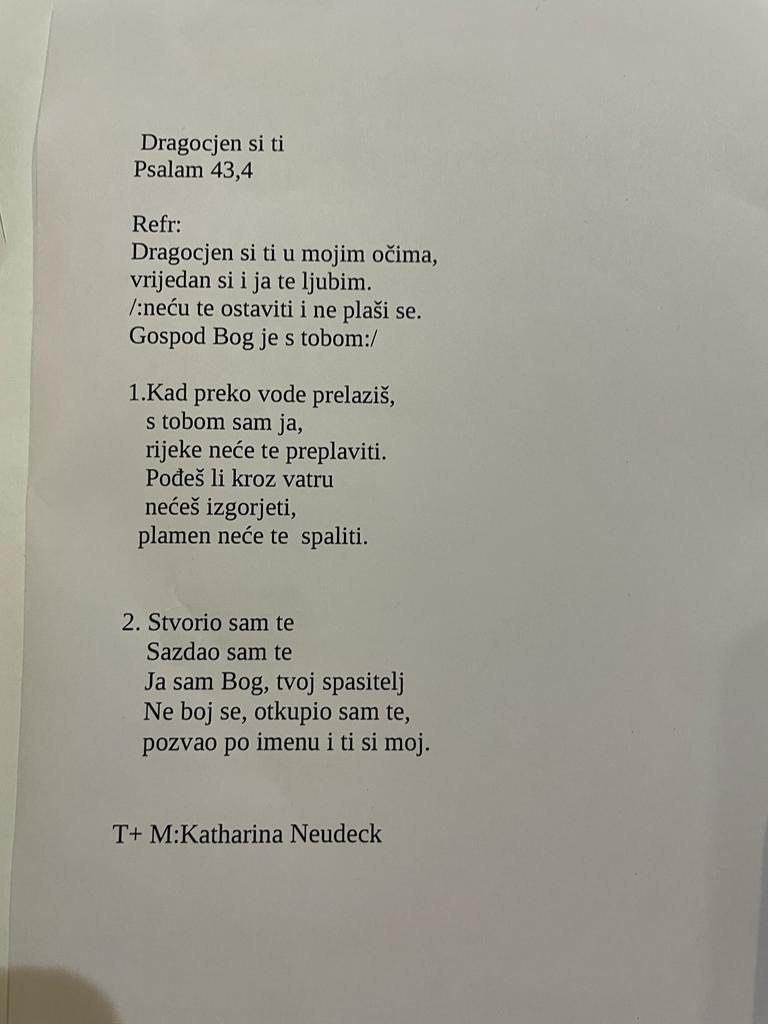 Dragocjen si ti
Psalam 43,4
Refr:
Dragocjen si ti u mojim očima,
vrijedan si i ja te ljubim.
/:neću te ostaviti i ne plaši se.
Gospod Bog je s tobom:/
1.Kad preko vode prelaziš,
s tobom sam ja,
rijeke neće te preplaviti.
Pođeš li kroz vatru
nećeš izgorjeti,
plamen neće te  spaliti.
2. Stvorio sam te
Sazdao sam te
Ja sam Bog, tvoj spasitelj
Ne boj se, otkupio sam te,
pozvao po imenu i ti si moj.
T+ M:Katharina Neudeck